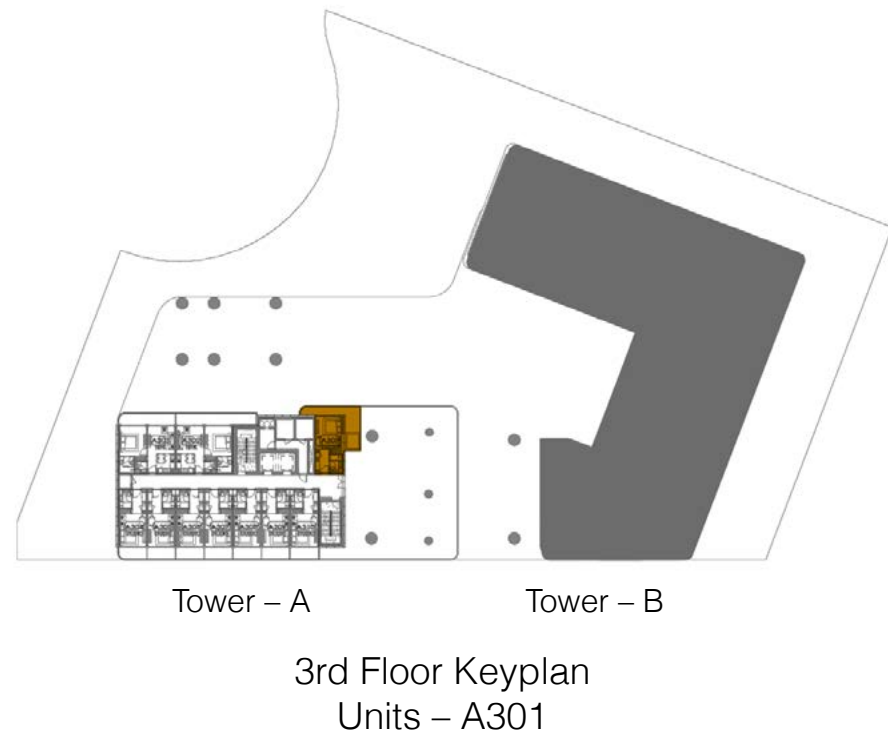 Tower – A
Tower – B
3rd Floor Keyplan
Units – A301